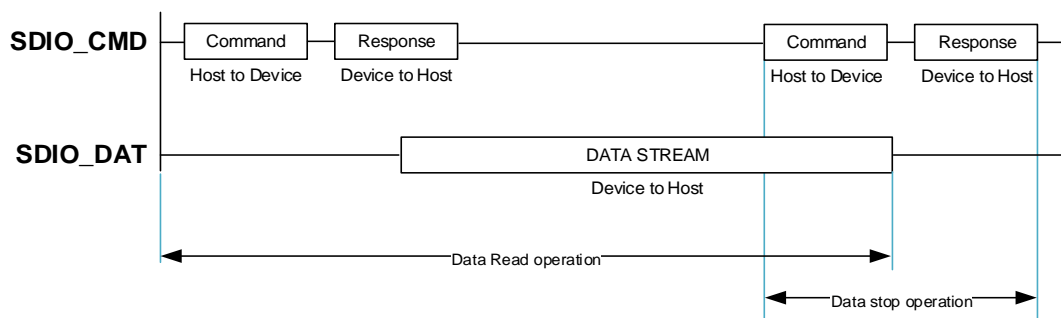 SDIO_CMD
Command
Response
Command
Response
Host to Device
Device to Host
Host to Device
Device to Host
SDIO_DAT
DATA STREAM
Device to Host
Data Read operation
Data stop operation